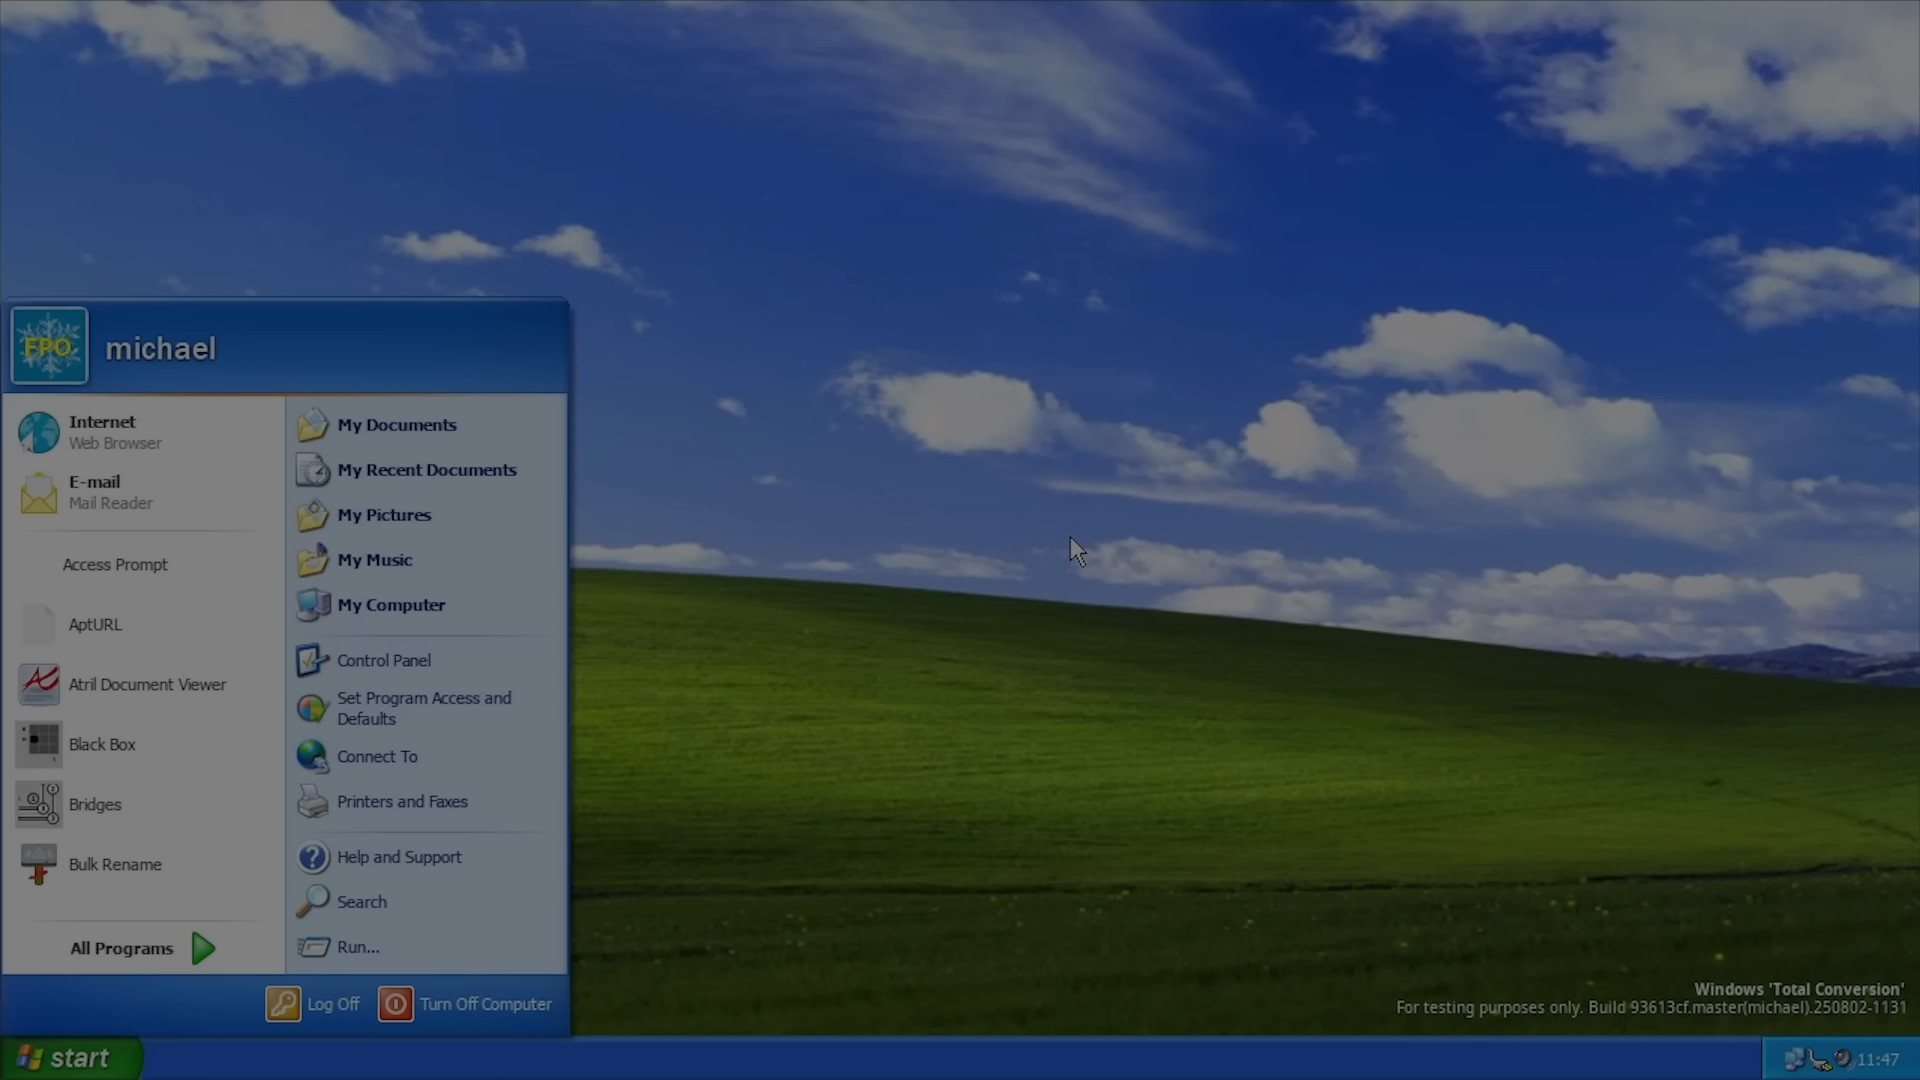 FPO
michael
Internet
Web Browser
E-mail
Mail Reader
Access Prompt
AptURL
Atril Document Viewer
Black Box
Bridges
Bulk Rename
All Programs
My Documents
My Recent Documents
My Pictures
My Music
My Computer
Control Panel
Set Program Access and
Defaults
Connect To
Printers and Faxes
Help and Support
Search
Run...
Log Off
Turn Off Computer
Windows 'Total Conversion'
For testing purposes only. Build 93613cf.master(michael).250802-1131
start
11:47